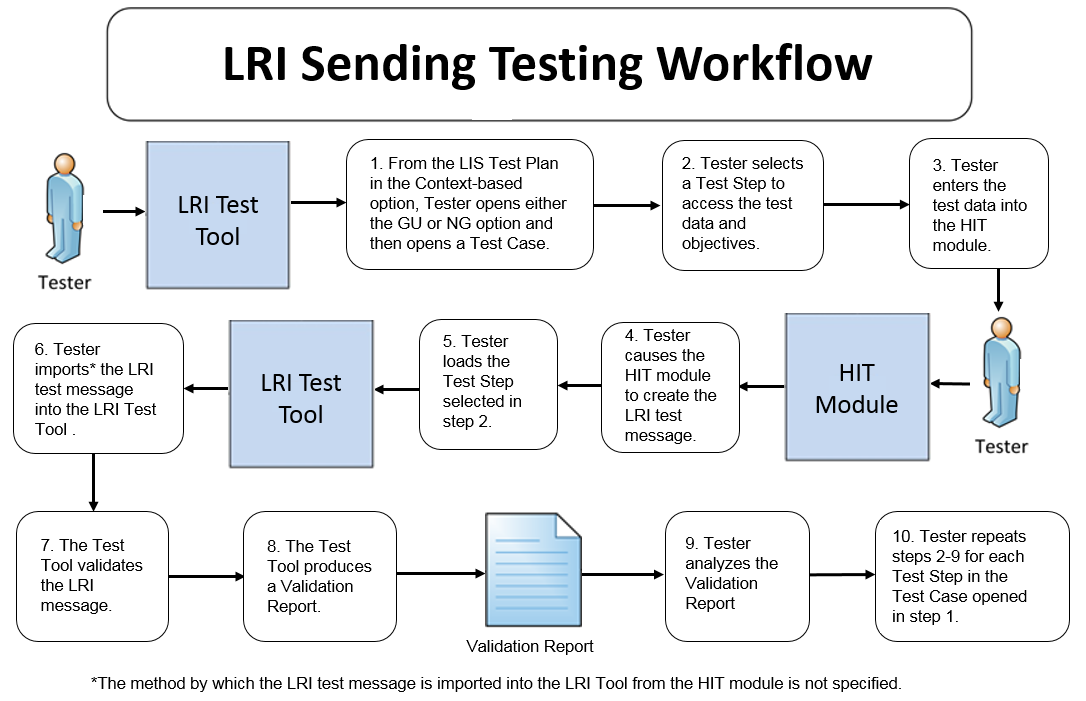 LRI Sending Testing Workflow
Tester
LRI Test
Tool
1. From the LIS Test Plan
in the Context-based
option, Tester opens either
the GU or NG option and
then opens a Test Case.
2. Tester selects
a Test Step to
access the test
data and
objectives.
3. Tester
enters the
test data into
the HIT
module.
Tester
HIT
Module
4. Tester
causes the
HIT module
to create the
LRI test
message.
5. Tester
loads the
Test Step
selected in
step 2.
LRI Test
Tool
6. Tester
imports* the LRI
test message
into the LRI Test
Tool .
7. The Test
Tool validates
the LRI
message.
8. The Test
Tool produces
a Validation
Report.
Validation Report
9. Tester
analyzes the
Validation
Report
10. Tester repeats
steps 2-9 for each
Test Step in the
Test Case opened
in step 1.
*The method by which the LRI test message is imported into the LRI Tool from the HIT module is not specified.